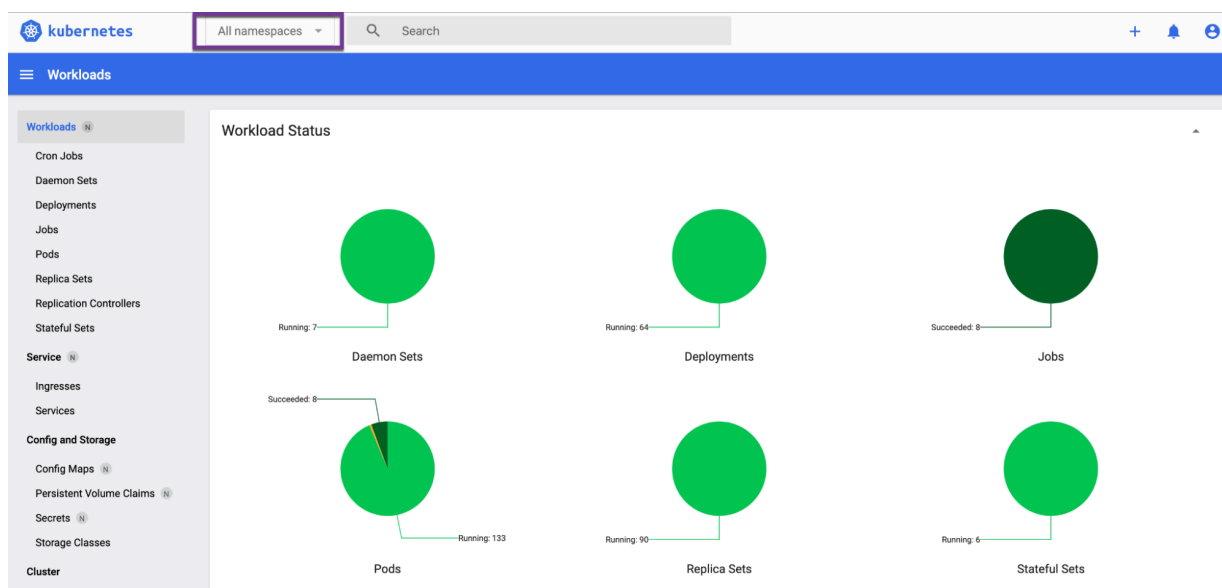 kubernetes
All namespaces
Search
Workloads
Workloads N
Cron Jobs
Daemon Sets
Deployments
Jobs
Pods
Replica Sets
Replication Controllers
Stateful Sets
Service N
Ingresses
Services
Config and Storage
Config Maps N
Persistent Volume Claims N
Secrets N
Storage Classes
Cluster
Workload Status
Running: 7
Daemon Sets
Running: 64
Deployments
Succeeded: 8
Jobs
Succeeded: 8
Running: 133
Pods
Running: 90
Replica Sets
Running: 6
Stateful Sets